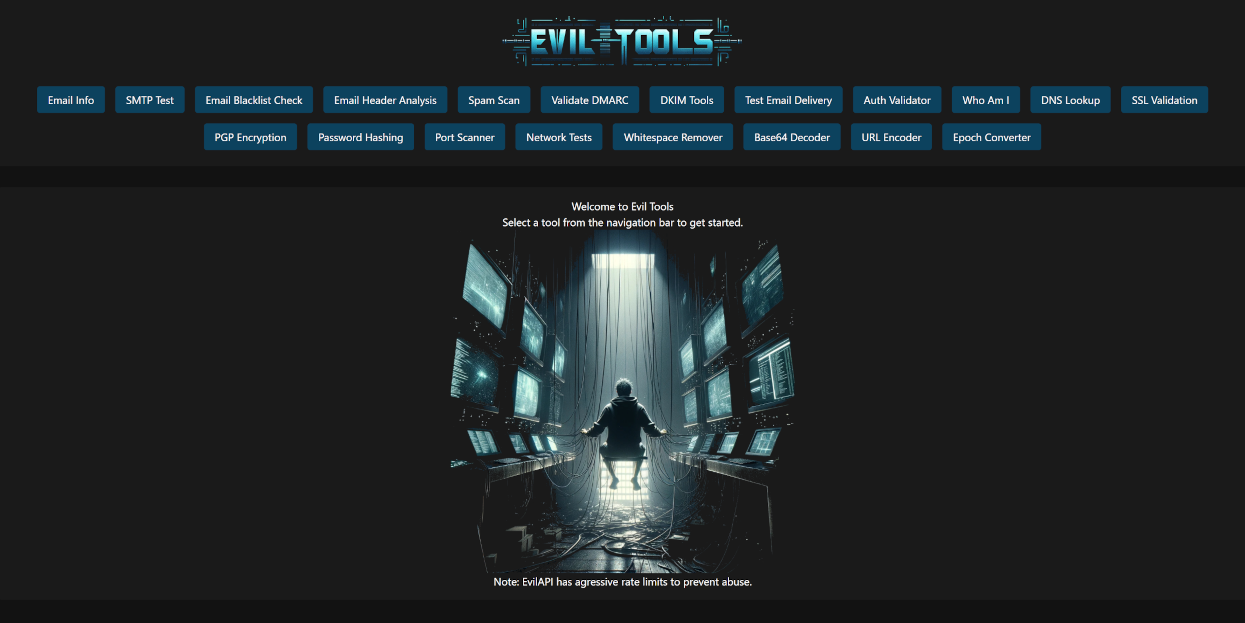 EVIL TOOLS
Email Info SMTP Test Email Blacklist Check Email Header Analysis Spam Scan Validate DMARC DKIM Tools Test Email Delivery Auth Validator Who Am I DNS Lookup SSL Validation
PGP Encryption Password Hashing Port Scanner Network Tests Whitespace Remover Base64 Decoder URL Encoder Epoch Converter
Welcome to Evil Tools
Select a tool from the navigation bar to get started.
Note: EvilAPI has agressive rate limits to prevent abuse.